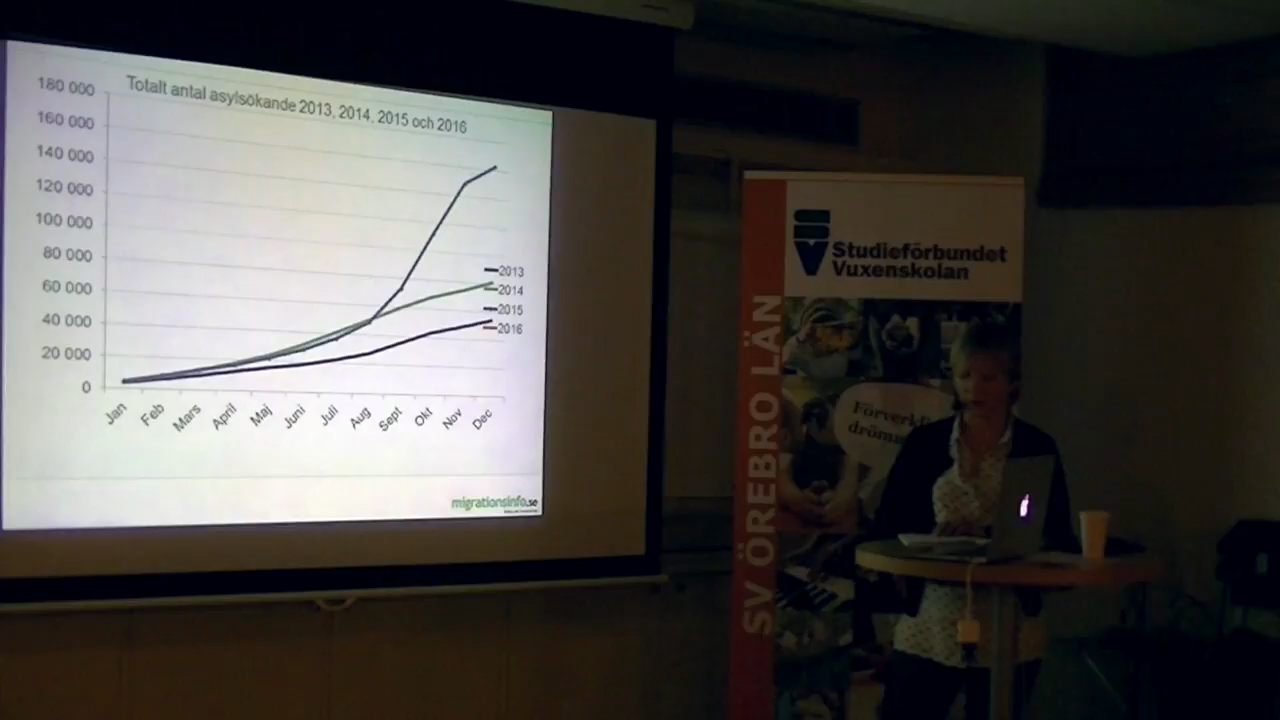 Totalt antal asylsökande 2013, 2014, 2015 och 2016
180 000
160 000
140 000
120 000
100 000
80 000
60 000
40 000
20 000
0
Jan
Feb
Mars
April
Maj
Juni
Juli
Aug
Sept
Okt
Nov
Dec
2013
2014
2015
2016
migrationsinfo.se
SV
Studieförbundet
Vuxenskolan
SV ÖREBRO LÄN